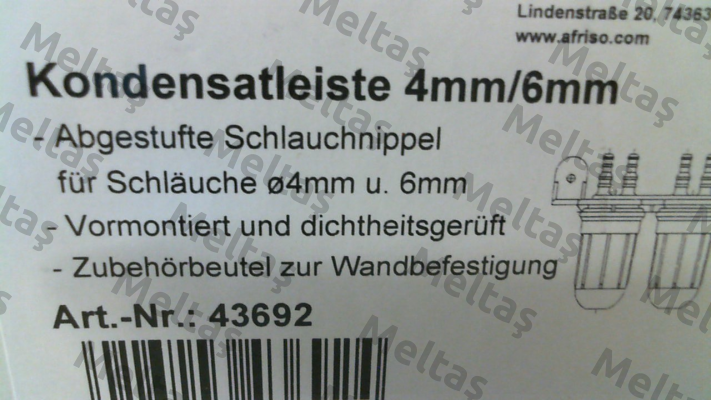 Lindenstraße 20, 74363
www.afriso.com
Kondensatleiste 4mm/6mm
- Abgestufte Schlauchnippel
für Schläuche ø4mm u. 6mm
- Vormontiert und dichtheitsgerüft
- Zubehörbeutel zur Wandbefestigung
Art.-Nr.: 43692
Meltaş